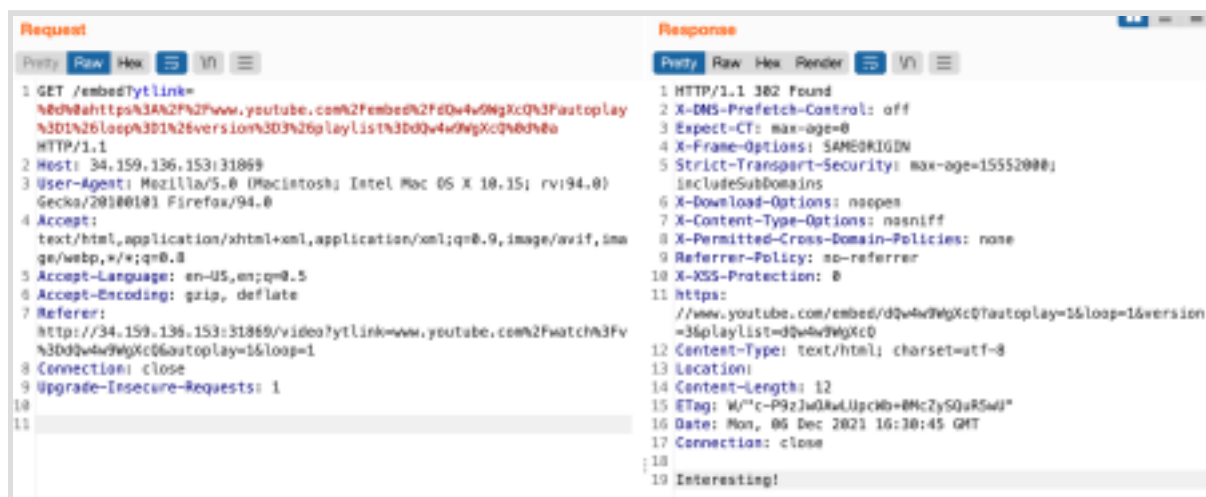 Request
Pretty Raw Hex \n
1 GET /embed?ytlink=
%0d%0ahttps%3A%2F%2Fwww.youtube.com%2Fembed%2FdQw4w9WgXcQ%3Fautoplay
%3D1%26loop%3D1%26version%3D3%26playlist%3DdQw4w9WgXcQ%0d%0a
HTTP/1.1
2 Host: 34.159.136.153:31869
3 User-Agent: Mozilla/5.0 (Macintosh; Intel Mac OS X 10.15; rv:94.0)
Gecko/20100101 Firefox/94.0
4 Accept:
text/html,application/xhtml+xml,application/xml;q=0.9,image/avif,ima
ge/webp,*/*;q=0.8
5 Accept-Language: en-US,en;q=0.5
6 Accept-Encoding: gzip, deflate
7 Referer:
http://34.159.136.153:31869/video?ytlink=www.youtube.com%2Fwatch%3Fv
%3DdQw4w9WgXcQ&autoplay=1&loop=1
8 Connection: close
9 Upgrade-Insecure-Requests: 1
10
11
Response
Pretty Raw Hex Render \n
1 HTTP/1.1 302 Found
2 X-DNS-Prefetch-Control: off
3 Expect-CT: max-age=0
4 X-Frame-Options: SAMEORIGIN
5 Strict-Transport-Security: max-age=15552000;
includeSubDomains
6 X-Download-Options: noopen
7 X-Content-Type-Options: nosniff
8 X-Permitted-Cross-Domain-Policies: none
9 Referrer-Policy: no-referrer
10 X-XSS-Protection: 0
11 https:
//www.youtube.com/embed/dQw4w9WgXcQ?autoplay=1&loop=1&version
=3&playlist=dQw4w9WgXcQ
12 Content-Type: text/html; charset=utf-8
13 Location:
14 Content-Length: 12
15 ETag:
16 Date: Mon, 06 Dec 2021 16:30:45 GMT
17 Connection: close
18
19 Interesting!